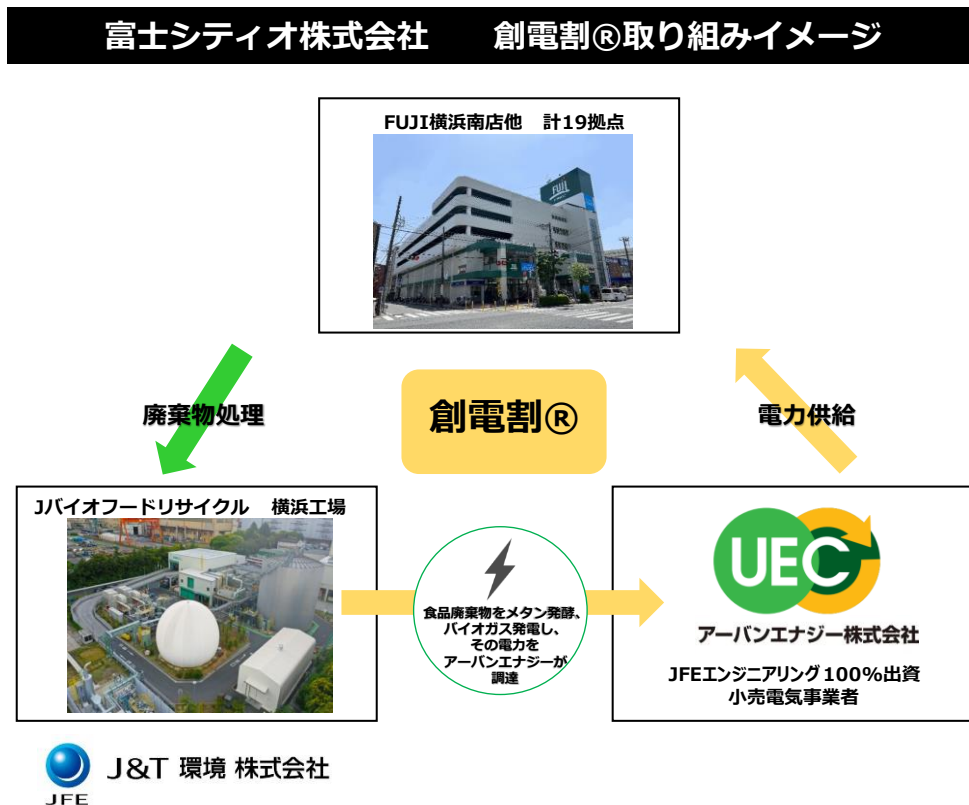 富士シティオ株式会社　　創電割®取り組みイメージ
FUJI横浜南店他　計19拠点
FUJI
廃棄物処理
創電割®
電力供給
Jバイオフードリサイクル　横浜工場
食品廃棄物をメタン発酵、
バイオガス発電し、
その電力を
アーバンエナジーが
調達
UEC
アーバンエナジー株式会社
JFEエンジニアリング100%出資
小売電気事業者
J&T 環境 株式会社
JFE